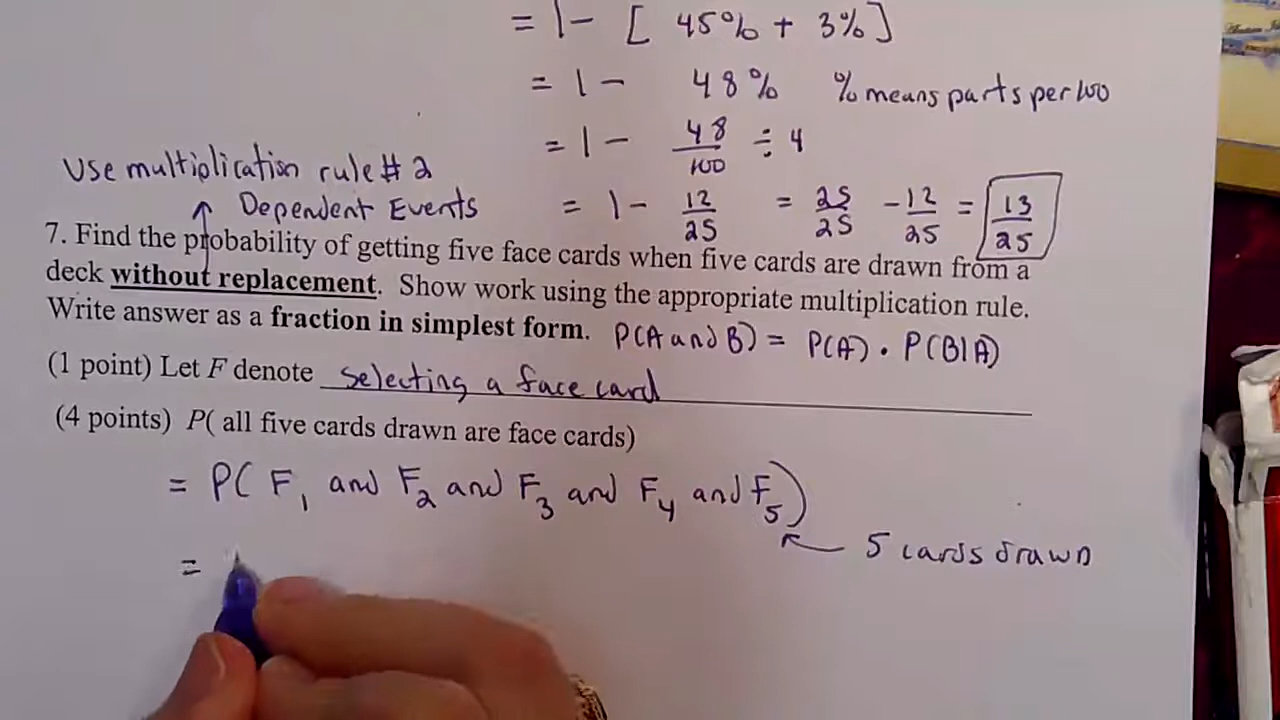 = 1 - [ 45% + 3% ]
= 1 - 48% % means parts per 100
= 1 - 48/100 ÷ 4
Use multiplication rule # 2
Dependent Events
= 1 - 12/25 = 25/25 - 12/25 = 13/25
7. Find the probability of getting five face cards when five cards are drawn from a
deck without replacement. Show work using the appropriate multiplication rule.
Write answer as a fraction in simplest form. P(A and B) = P(A) · P(B|A)
(1 point) Let F denote selecting a face card
(4 points) P( all five cards drawn are face cards)
= P( F₁ and F₂ and F₃ and F₄ and F₅)
5 cards drawn
=